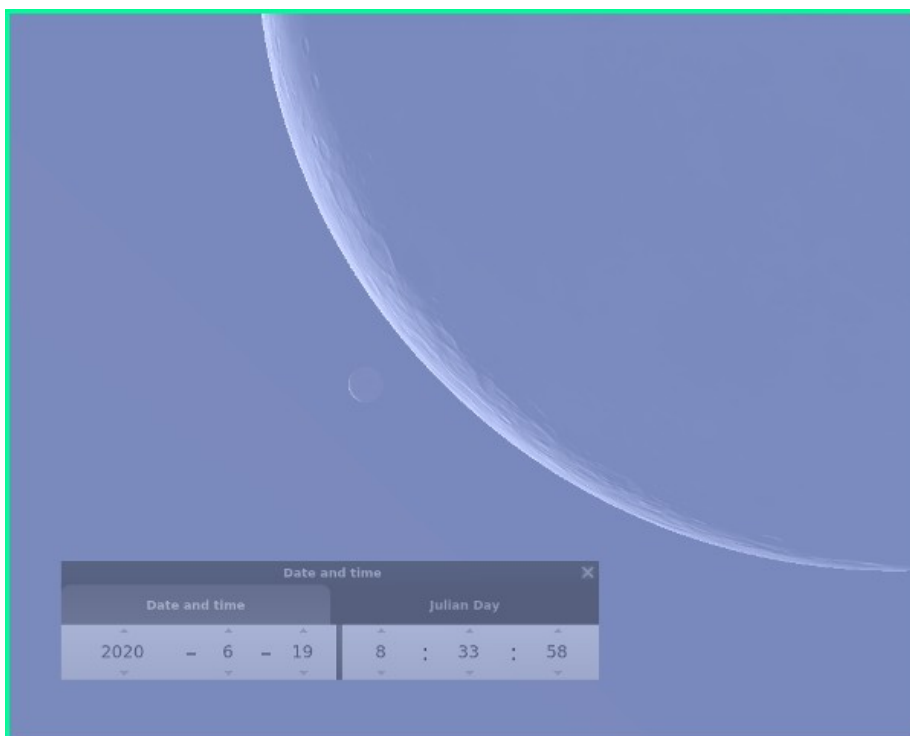 Date and time
Date and time Julian Day
2020 – 6 – 19 8 : 33 : 58